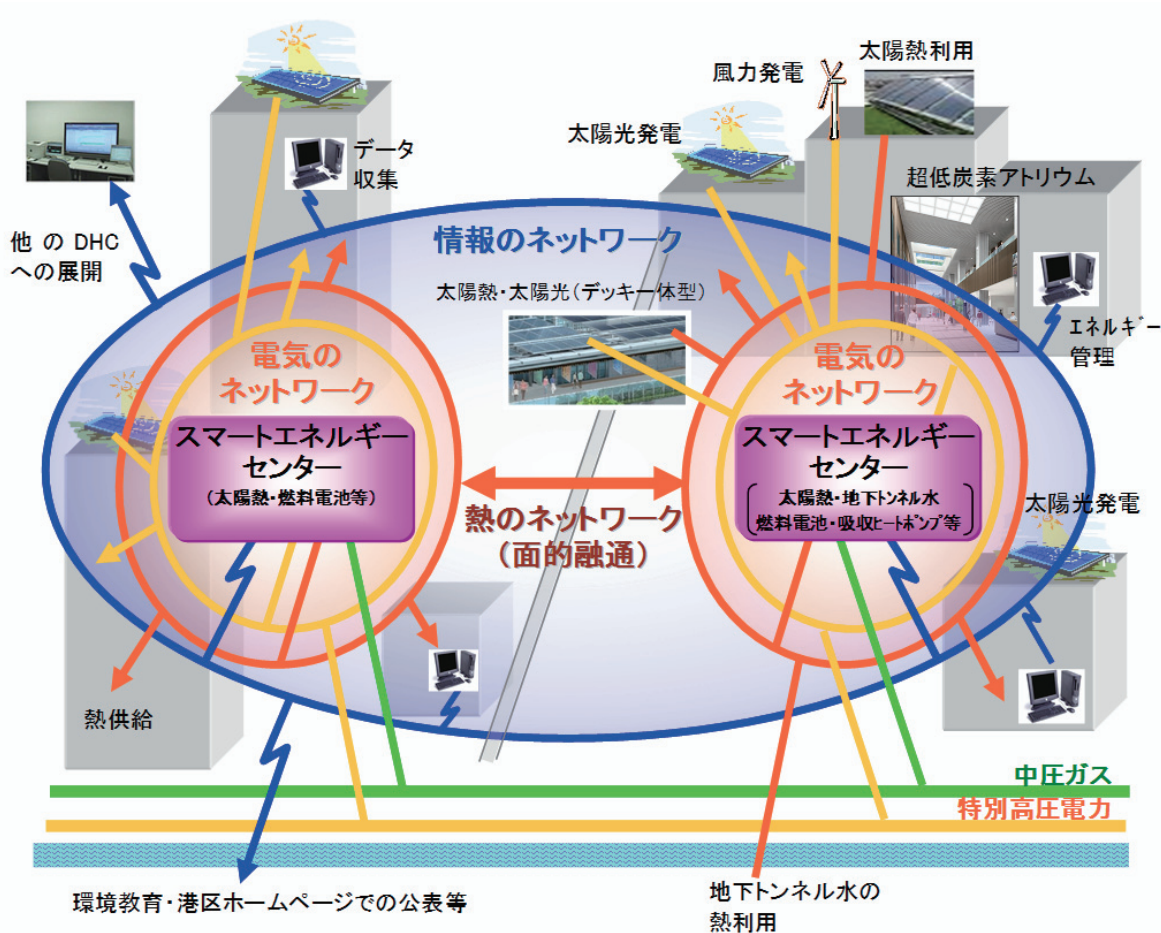 太陽熱利用
風力発電
太陽光発電
データ
収集
超低炭素アトリウム
他 の DHC
への展開
情報のネットワーク
太陽熱・太陽光（デッキ一体型）
エネルギー
管理
電気の
ネットワーク
スマートエネルギー
センター
（太陽熱・燃料電池等）
電気の
ネットワーク
スマートエネルギー
センター
太陽熱・地下トンネル水
燃料電池・吸収ヒートポンプ等
熱のネットワーク
（面的融通）
太陽光発電
熱供給
中圧ガス
特別高圧電力
環境教育・港区ホームページでの公表等
地下トンネル水の
熱利用